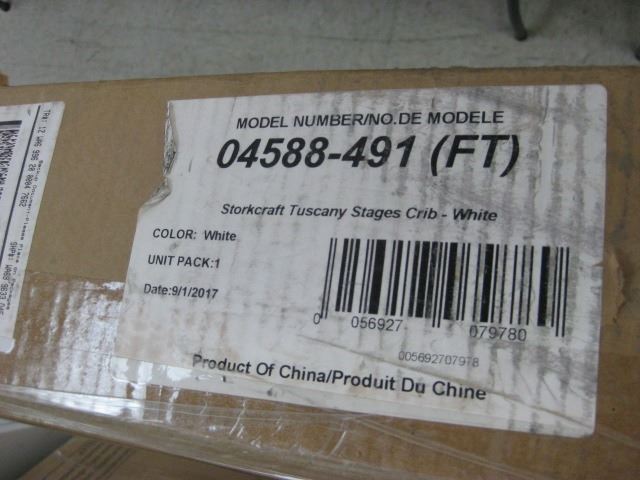 MODEL NUMBER/NO.DE MODELE
04588-491 (FT)
Storkcraft Tuscany Stages Crib - White
COLOR: White
UNIT PACK:1
Date:9/1/2017
0 056927 079780
005692707978
Product Of China/Produit Du Chine